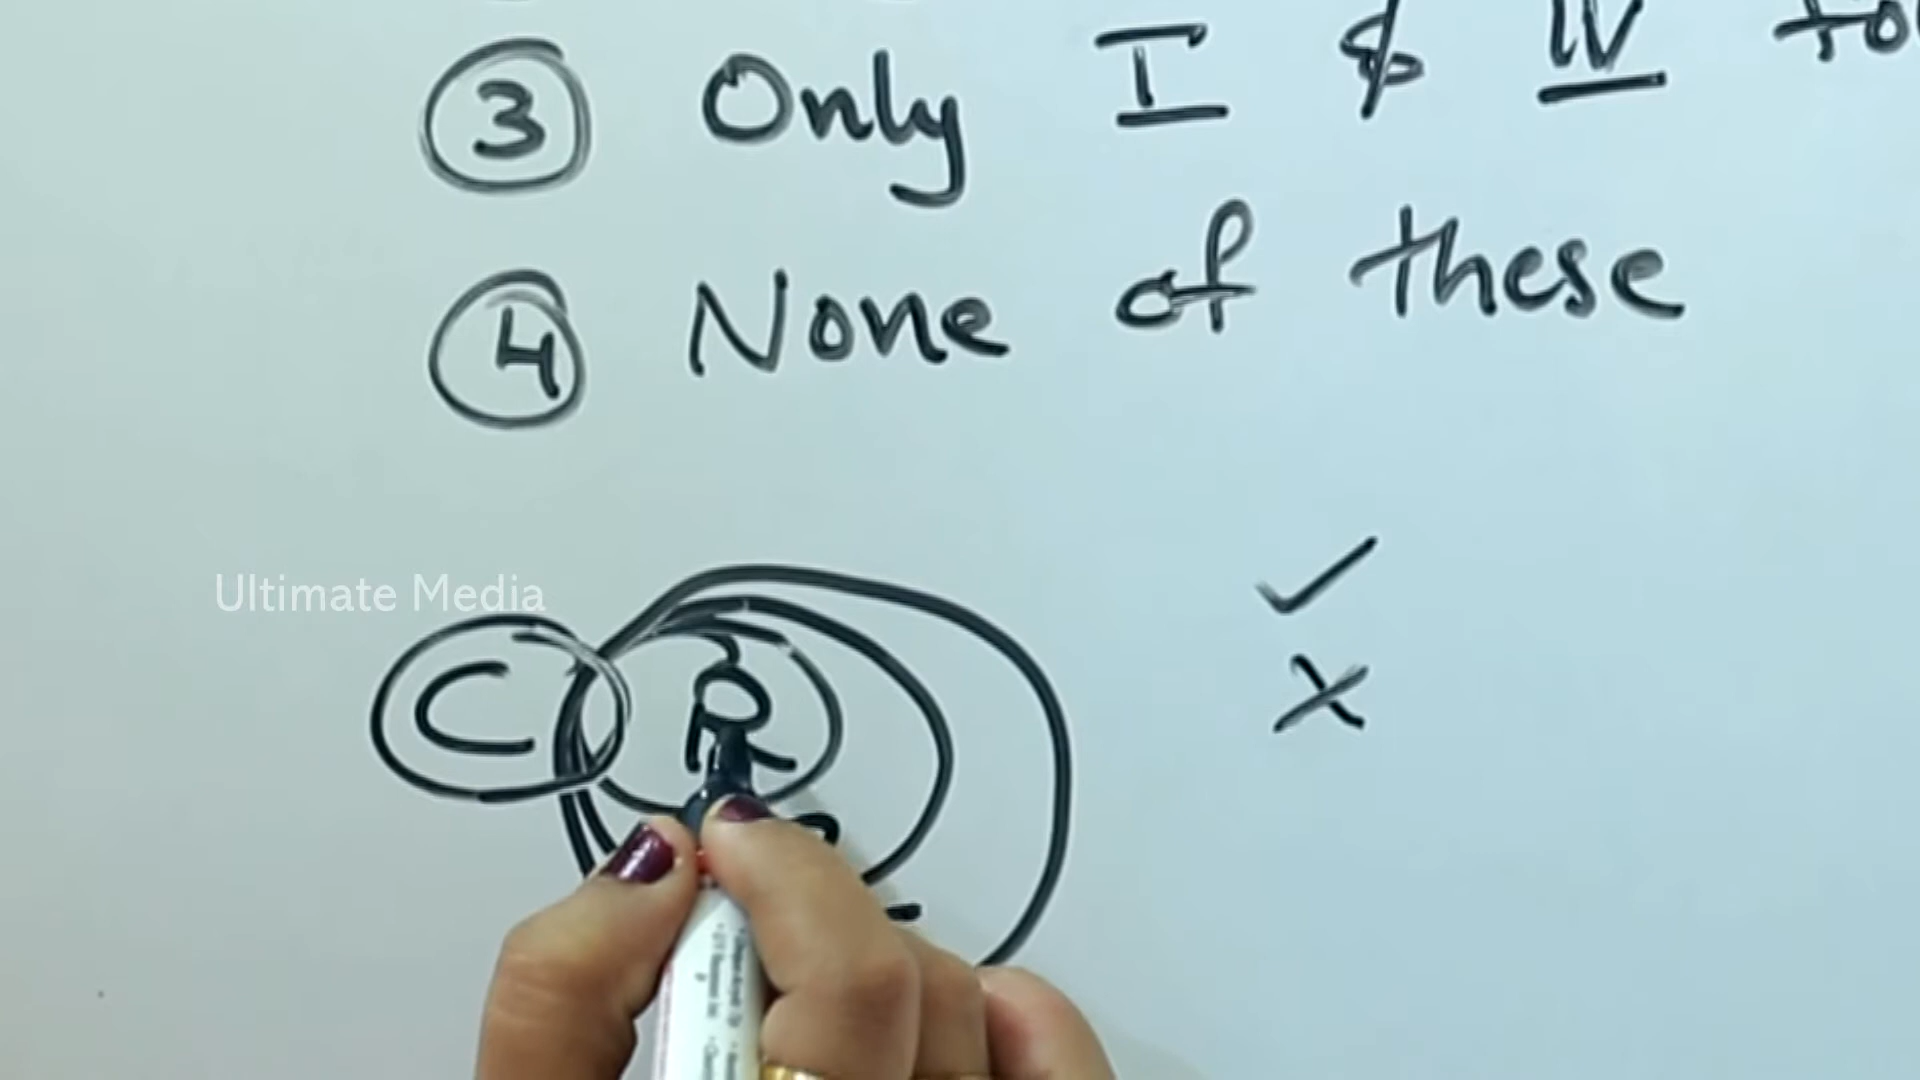 3 Only I & IV
4 None of these
Ultimate Media
✓
C R
x